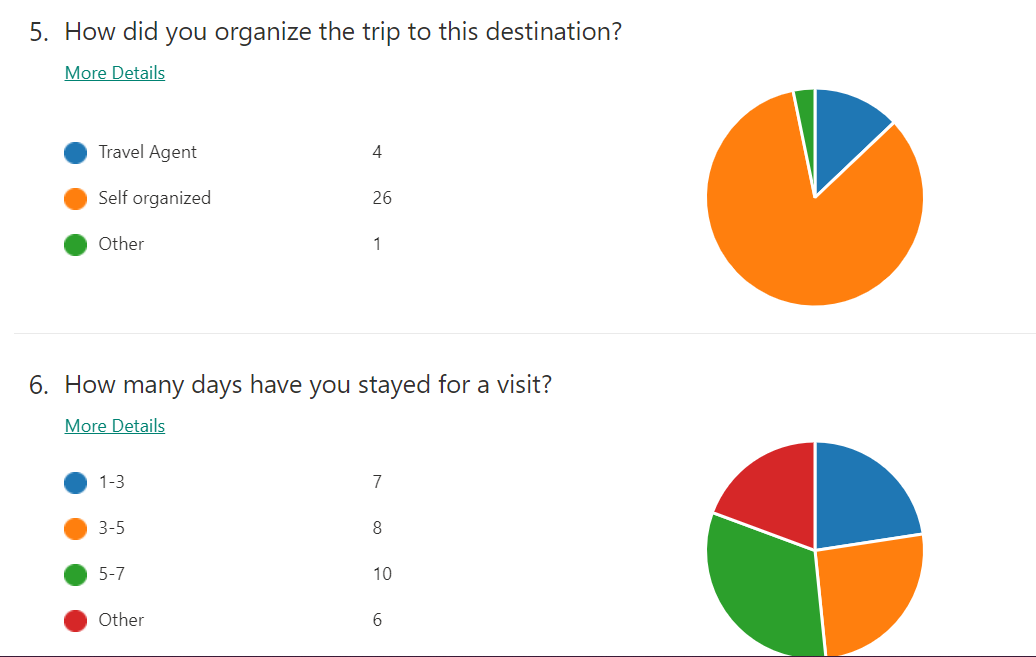 5. How did you organize the trip to this destination?
More Details
Travel Agent 4
Self organized 26
Other 1
6. How many days have you stayed for a visit?
More Details
1-3 7
3-5 8
5-7 10
Other 6